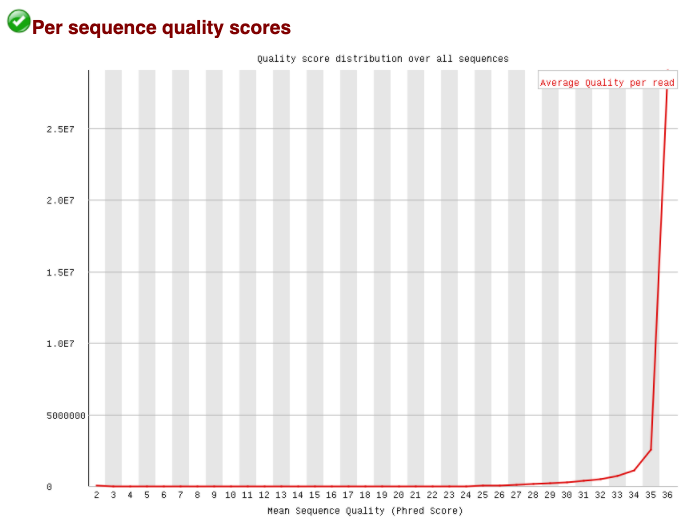 Per sequence quality scores
Quality score distribution over all sequences
Average Quality per read
2.5E7
2.0E7
1.5E7
1.0E7
5000000
0
2 3 4 5 6 7 8 9 10 11 12 13 14 15 16 17 18 19 20 21 22 23 24 25 26 27 28 29 30 31 32 33 34 35 36
Mean Sequence Quality (Phred Score)